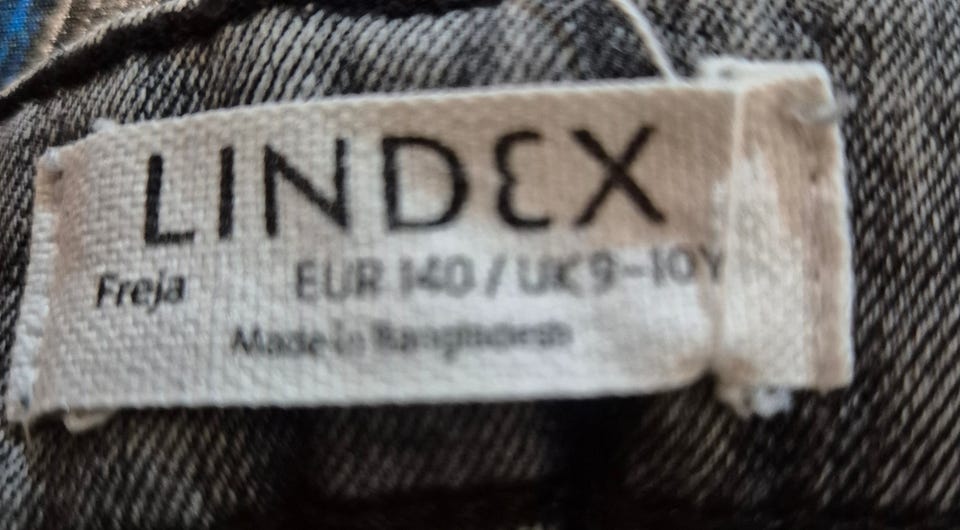 LINDEX
Freja EUR 140 / UK 9-10Y
Made in Bangladesh